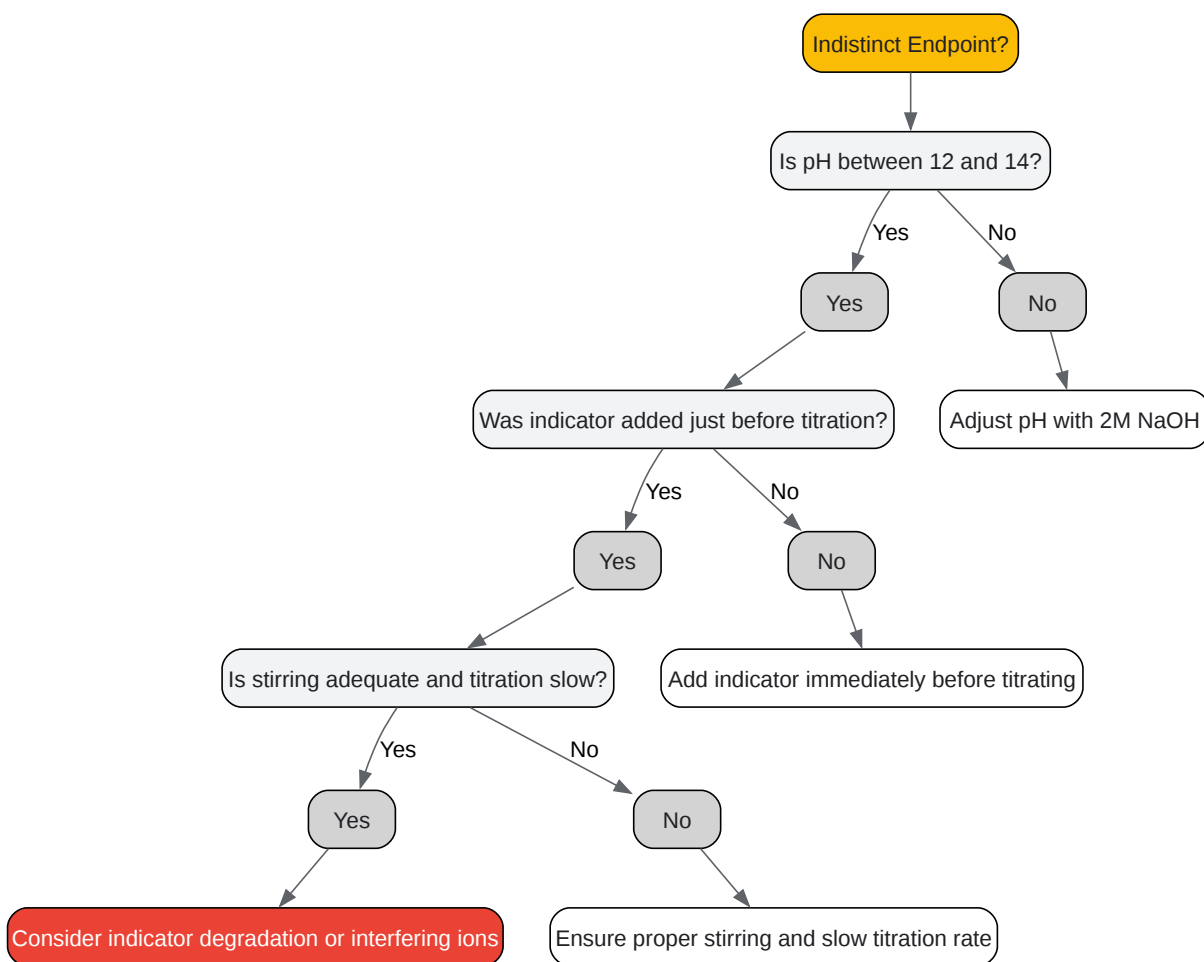 Indistinct Endpoint?
Is pH between 12 and 14?
Yes
No
Yes
No
Was indicator added just before titration?
Adjust pH with 2M NaOH
Yes
No
Yes
No
Is stirring adequate and titration slow?
Add indicator immediately before titrating
Yes
No
Yes
No
Consider indicator degradation or interfering ions
Ensure proper stirring and slow titration rate